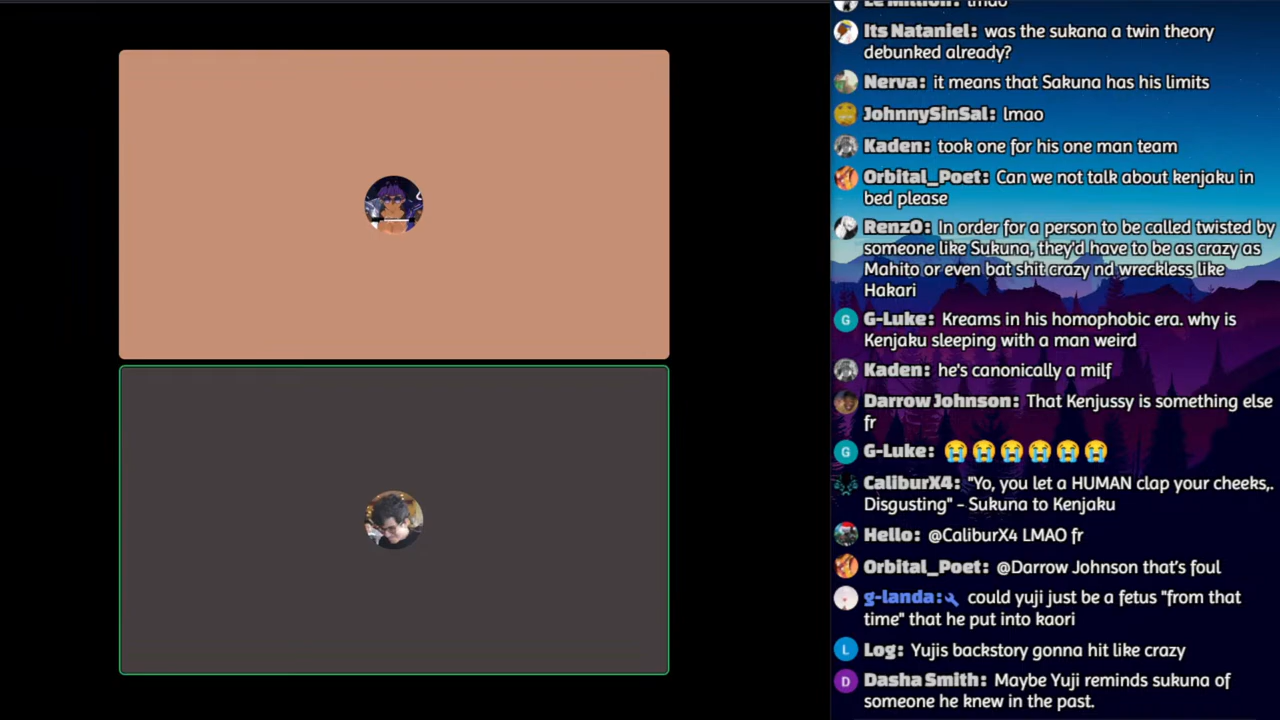 Le Million: lmao
Its Nataniel: was the sukana a twin theory
debunked already?
Nerva: it means that Sakuna has his limits
JohnnySinSal: lmao
Kaden: took one for his one man team
Orbital_Poet: Can we not talk about kenjaku in
bed please
RenzO: In order for a person to be called twisted by
someone like Sukuna, they'd have to be as crazy as
Mahito or even bat shit crazy nd wreckless like
Hakari
G
G-Luke: Kreams in his homophobic era. why is
Kenjaku sleeping with a man weird
Kaden: he's canonically a milf
Darrow Johnson: That Kenjussy is something else
fr
G
G-Luke: 😭😭😭😭😭😭
CaliburX4: "Yo, you let a HUMAN clap your cheeks,.
Disgusting" - Sukuna to Kenjaku
Hello: @CaliburX4 LMAO fr
Orbital_Poet: @Darrow Johnson that's foul
g-landa: could yuji just be a fetus "from that
time" that he put into kaori
L
Log: Yujis backstory gonna hit like crazy
D
Dasha Smith: Maybe Yuji reminds sukuna of
someone he knew in the past.